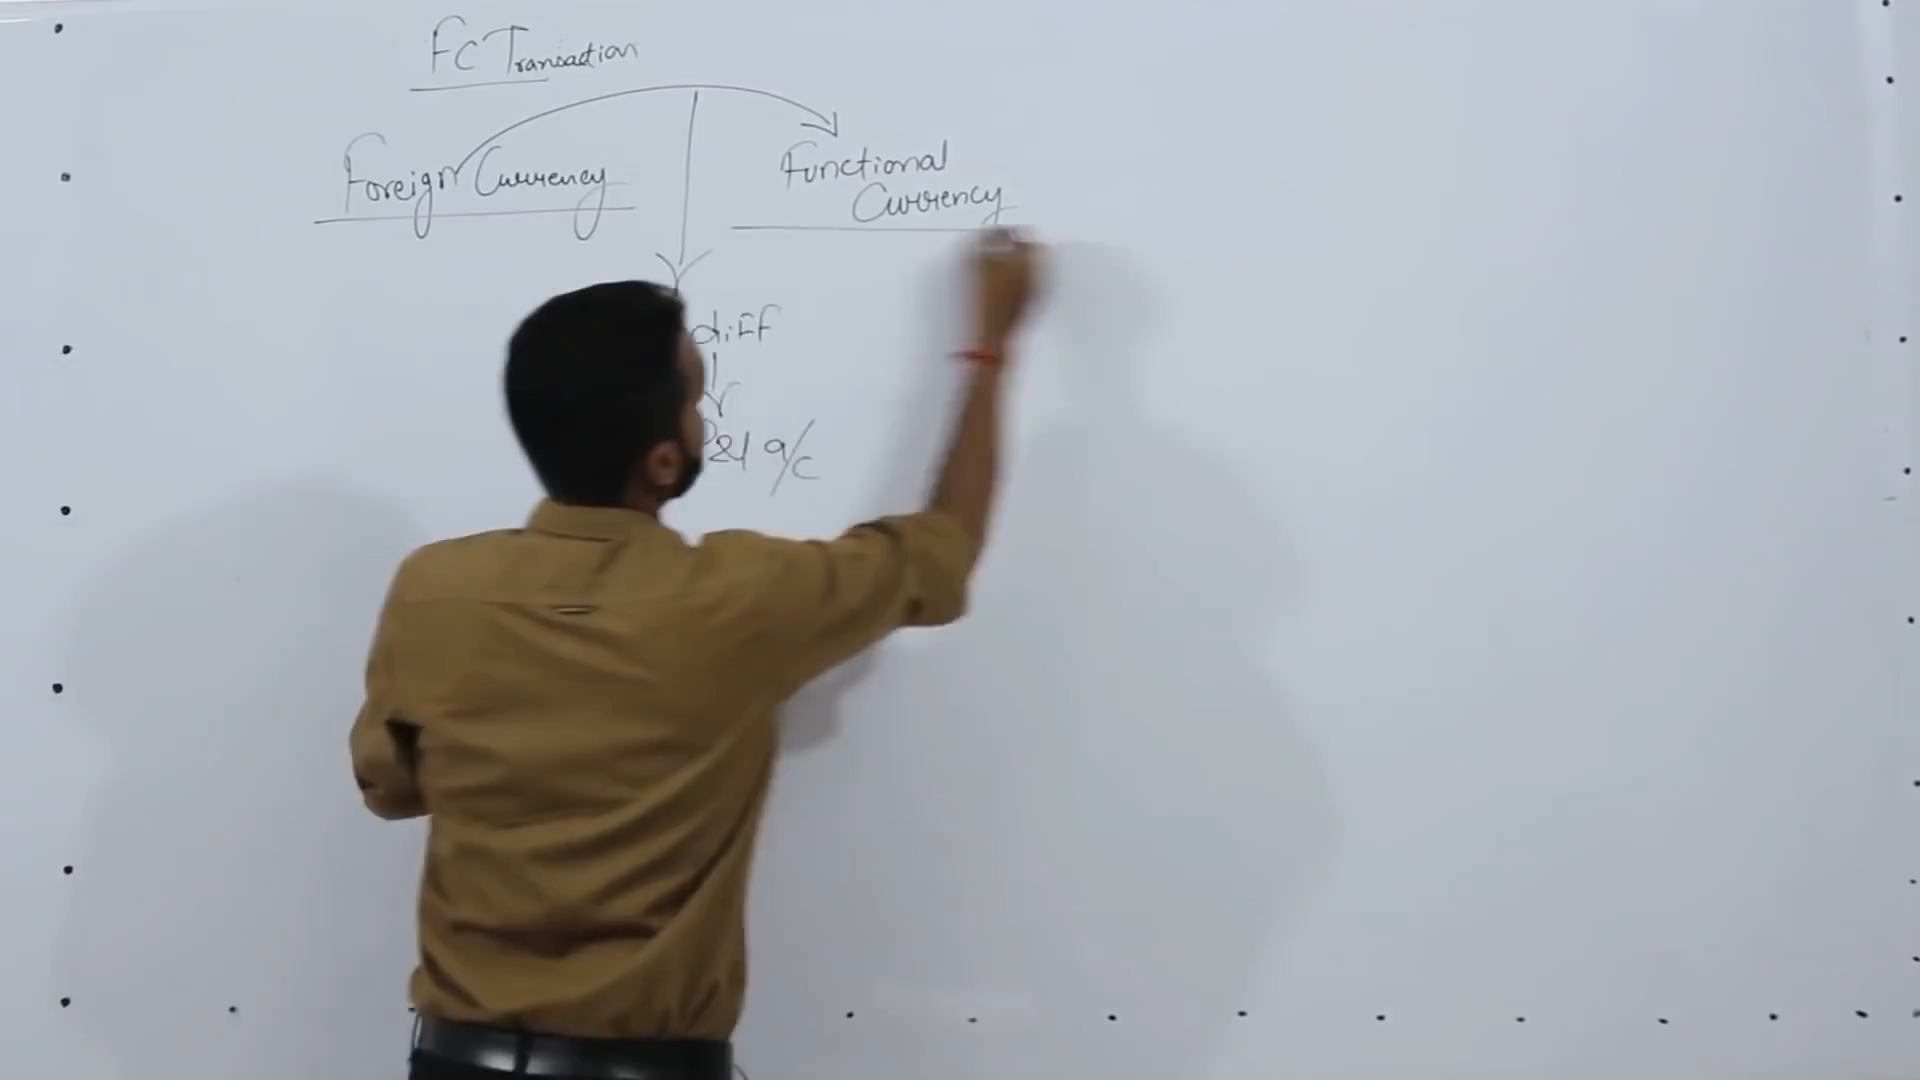 FC Transaction
Foreign Currency
Functional
Currency
diff
P&l a/c